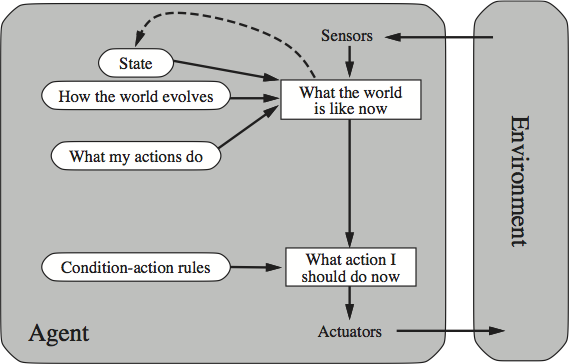 Sensors
State
What the world
is like now
How the world evolves
What my actions do
Environment
Condition-action rules
What action I
should do now
Agent
Actuators